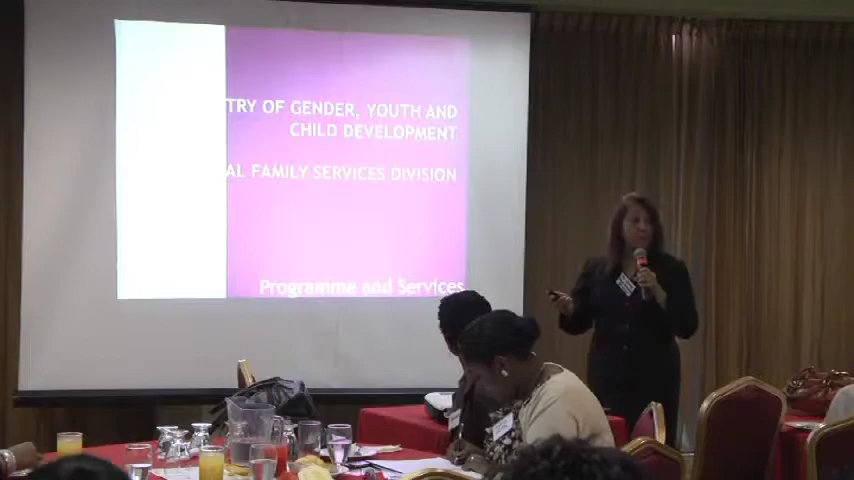 TRY OF GENDER, YOUTH AND
CHILD DEVELOPMENT
AL FAMILY SERVICES DIVISION
Programme and Services